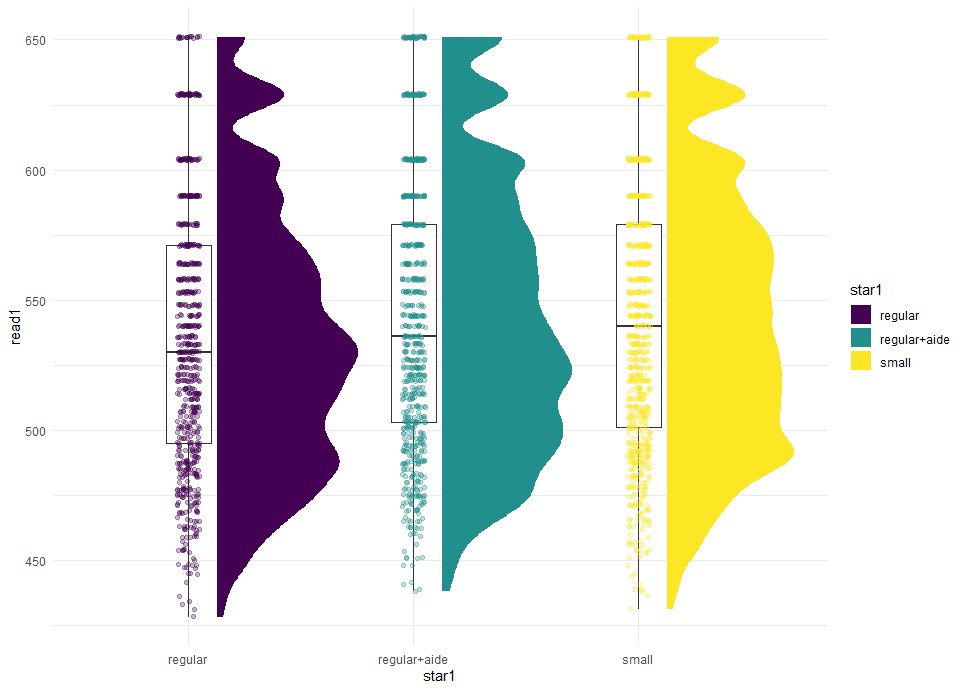 650
600
550
500
450
read1
regular
regular+aide
small
star1
star1
regular
regular+aide
small